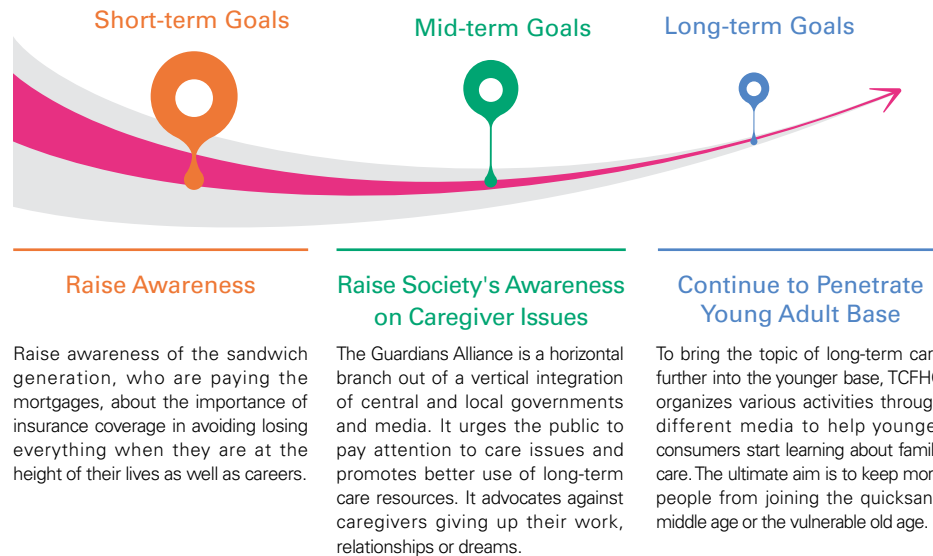 Short-term Goals
Mid-term Goals
Long-term Goals
Raise Awareness
Raise awareness of the sandwich
generation, who are paying the
mortgages, about the importance of
insurance coverage in avoiding losing
everything when they are at the
height of their lives as well as careers.
Raise Society's Awareness
on Caregiver Issues
The Guardians Alliance is a horizontal
branch out of a vertical integration
of central and local governments
and media. It urges the public to
pay attention to care issues and
promotes better use of long-term
care resources. It advocates against
caregivers giving up their work,
relationships or dreams.
Continue to Penetrate
Young Adult Base
To bring the topic of long-term
further into the younger base,
organizes various activities
different media to help
consumers start learning about
care. The ultimate aim is to keep
people from joining the
middle age or the vulnerable old age.